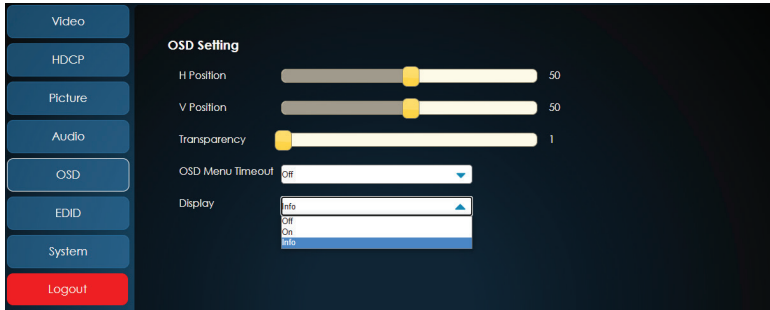 Video
HDCP
Picture
Audio
OSD
EDID
System
Logout
OSD Setting
H Position 50
V Position 50
Transparency 1
OSD Menu Timeout Off
Display Info
Off
On
Info